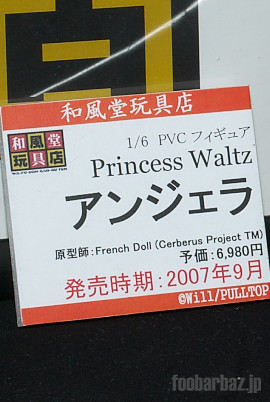 和風堂玩具店
和風堂
玩具店
1/6 PVC フィギュア
Princess Waltz
アンジェラ
原型師：French Doll (Cerberus Project TM)
予価：6,980円
発売時期：2007年9月
©Will/PULLTOP
foobarbaz.jp